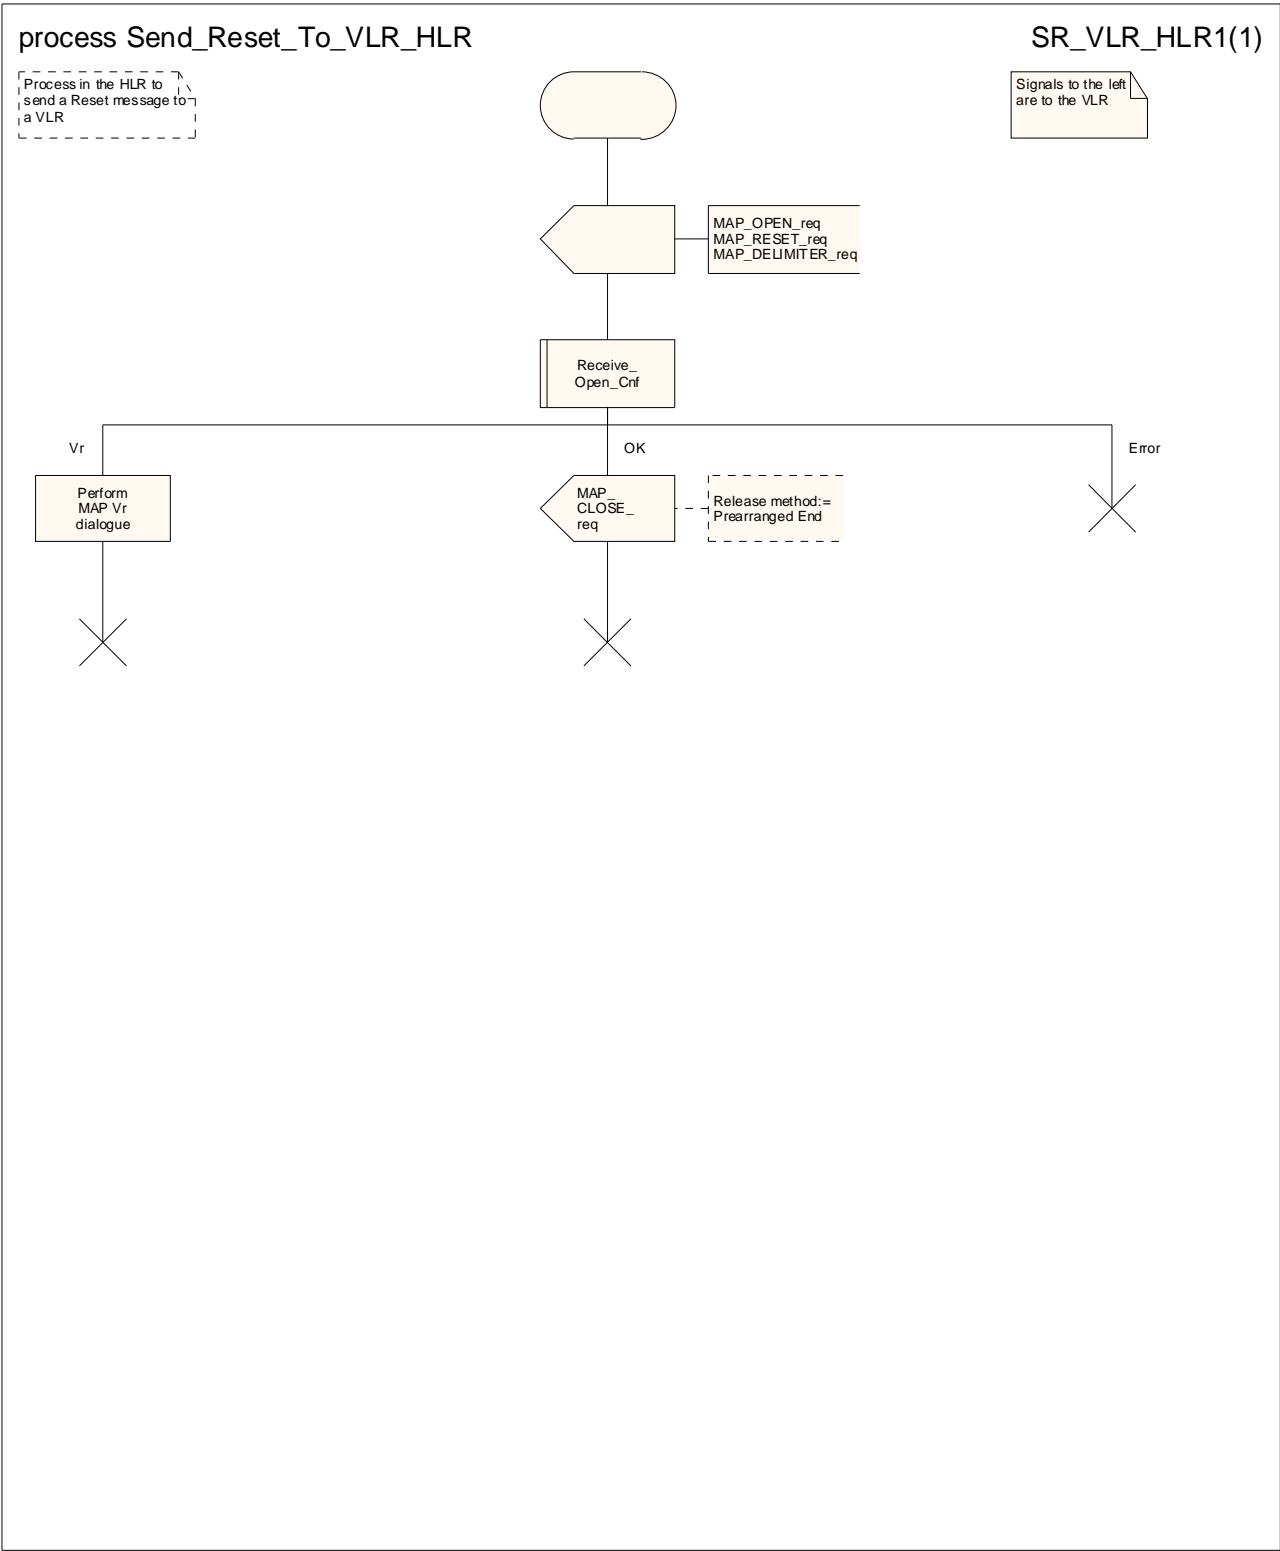 process Send_Reset_To_VLR_HLR
SR_VLR_HLR1(1)
Process in the HLR to
send a Reset message to
a VLR
Signals to the left
are to the VLR
MAP_OPEN_req
MAP_RESET_req
MAP_DELIMITER_req
Receive_
Open_Cnf
Vr
OK
Error
Perform
MAP Vr
dialogue
MAP_
CLOSE_
req
Release method:=
Prearranged End